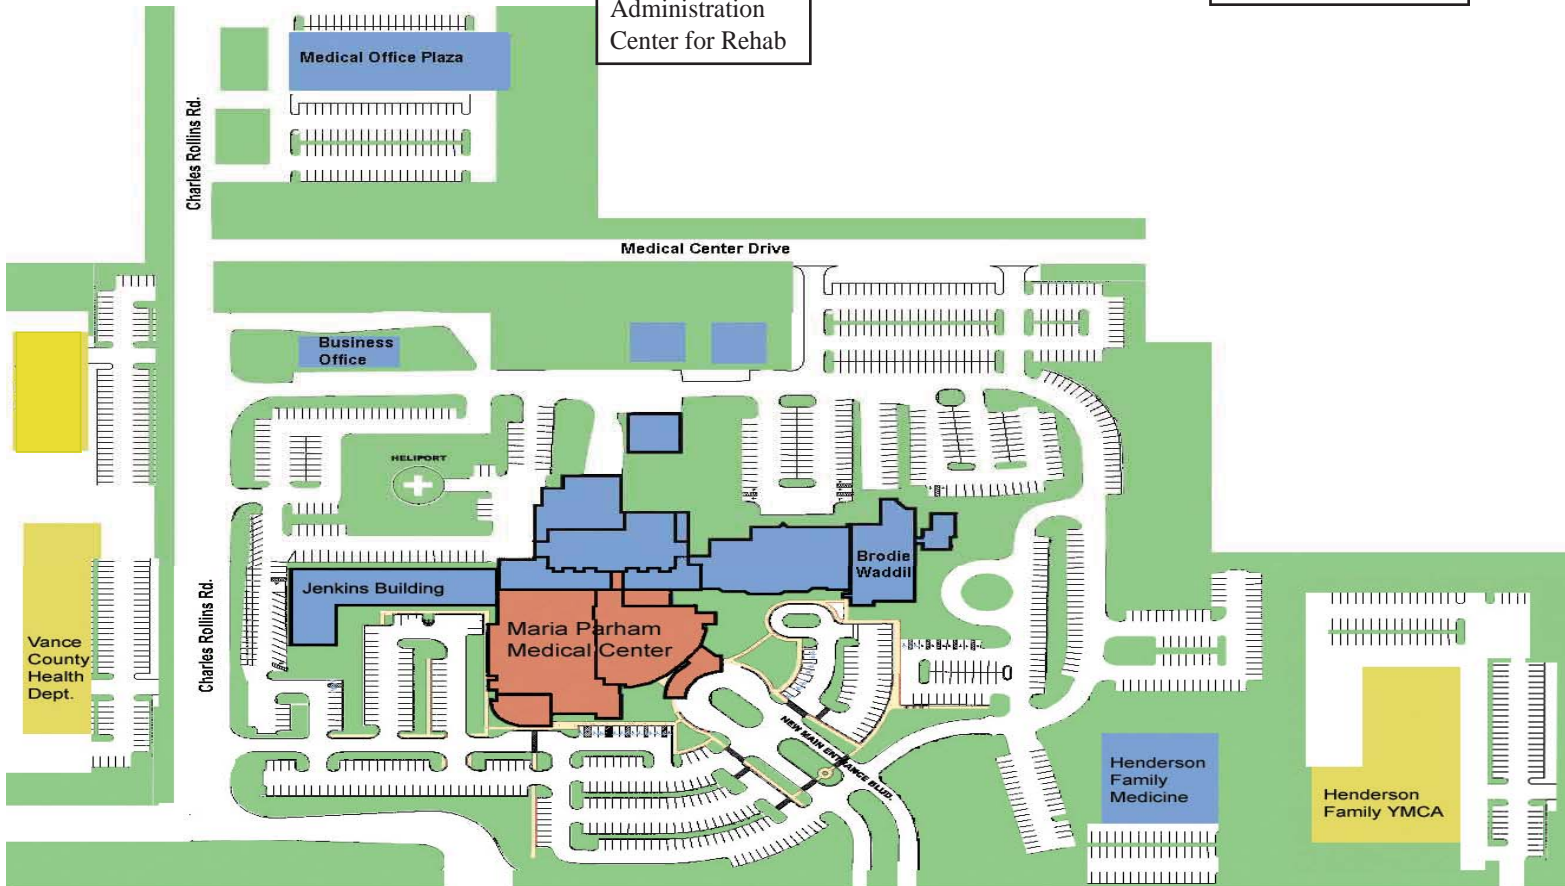 Administration
Center for Rehab
Medical Office Plaza
Charles Rollins Rd.
Medical Center Drive
Business
Office
HELIPORT
Brodie
Waddil
Jenkins Building
Maria Parham
Medical Center
Vance
County
Health
Dept.
Charles Rollins Rd.
NEW MAIN ENTRANCE BLVD.
Henderson
Family
Medicine
Henderson
Family YMCA